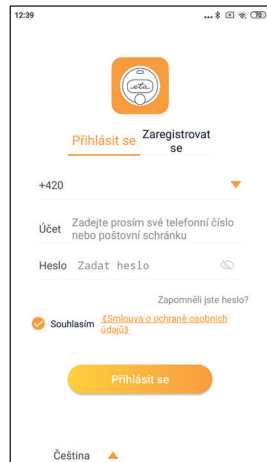 12:39
70
eta
Přihlásit se
Zaregistrovat
se
+420
Účet
Zadejte prosím své telefonní číslo
nebo poštovní schránku
Heslo Zadat heslo
Zapomněli jste heslo?
Souhlasím
《Smlouva o ochraně osobních
údajů》
Přihlásit se
Čeština